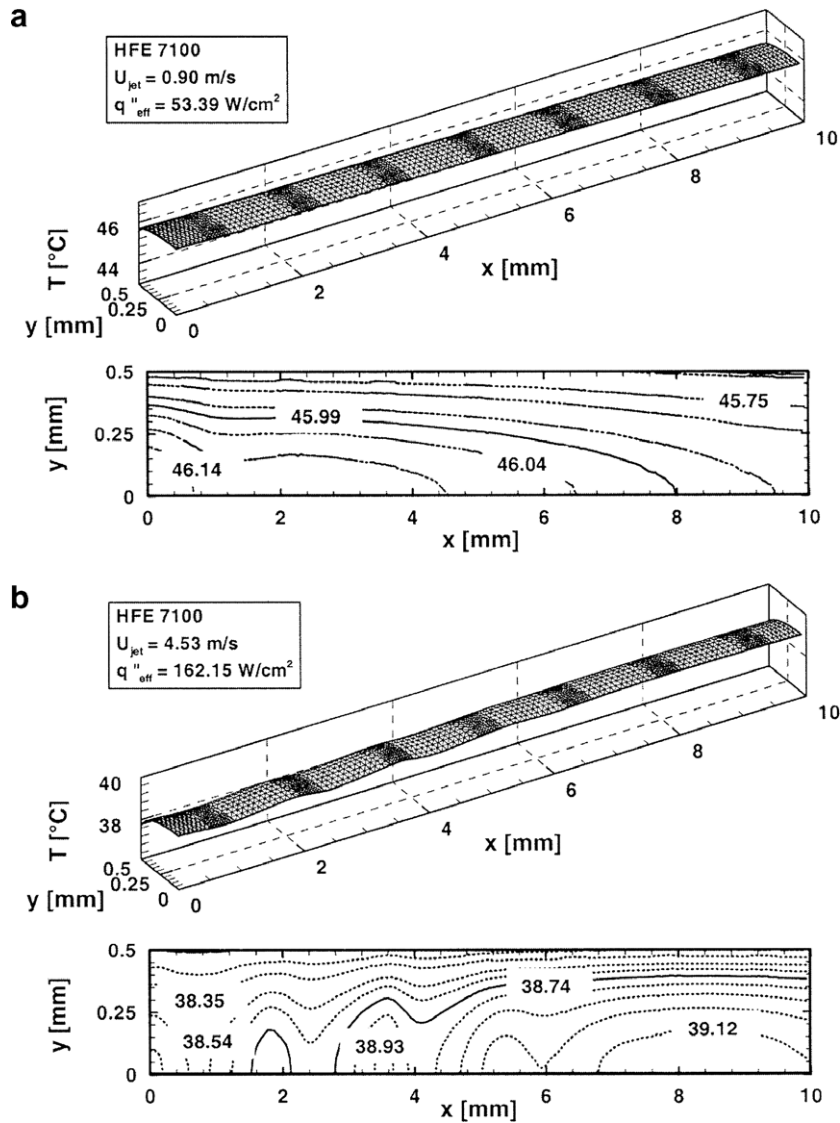 a
HFE 7100
U_jet = 0.90 m/s
q"_eff = 53.39 W/cm²
10
8
6
4
2
0
x [mm]
46
44
T [°C]
0.5
0.25
0
y [mm]
0.5
0.25
0
y [mm]
45.99
45.75
46.14
46.04
0 2 4 6 8 10
x [mm]
b
HFE 7100
U_jet = 4.53 m/s
q"_eff = 162.15 W/cm²
10
8
6
4
2
0
x [mm]
40
38
T [°C]
0.5
0.25
0
y [mm]
0.5
0.25
0
y [mm]
38.35
38.74
38.54
38.93
39.12
0 2 4 6 8 10
x [mm]